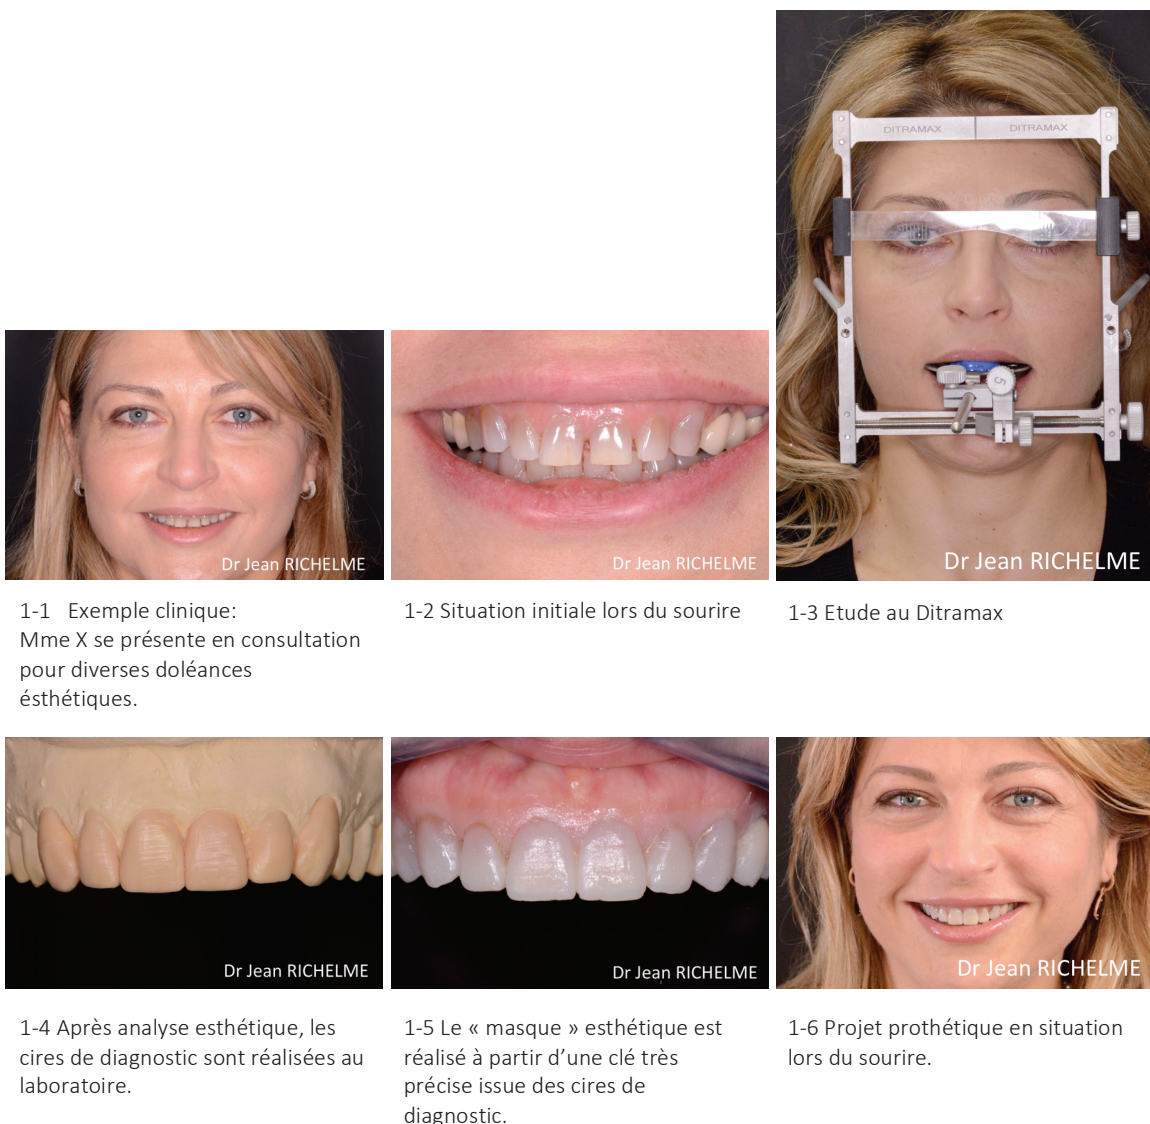 DITRAMAX DITRAMAX
5
Dr Jean RICHELME
Dr Jean RICHELME
Dr Jean RICHELME
1-1 Exemple clinique:
Mme X se présente en consultation
pour diverses doléances
ésthétiques.
1-2 Situation initiale lors du sourire
1-3 Etude au Ditramax
Dr Jean RICHELME
Dr Jean RICHELME
Dr Jean RICHELME
1-4 Après analyse esthétique, les
cires de diagnostic sont réalisées au
laboratoire.
1-5 Le « masque » esthétique est
réalisé à partir d’une clé très
précise issue des cires de
diagnostic.
1-6 Projet prothétique en situation
lors du sourire.